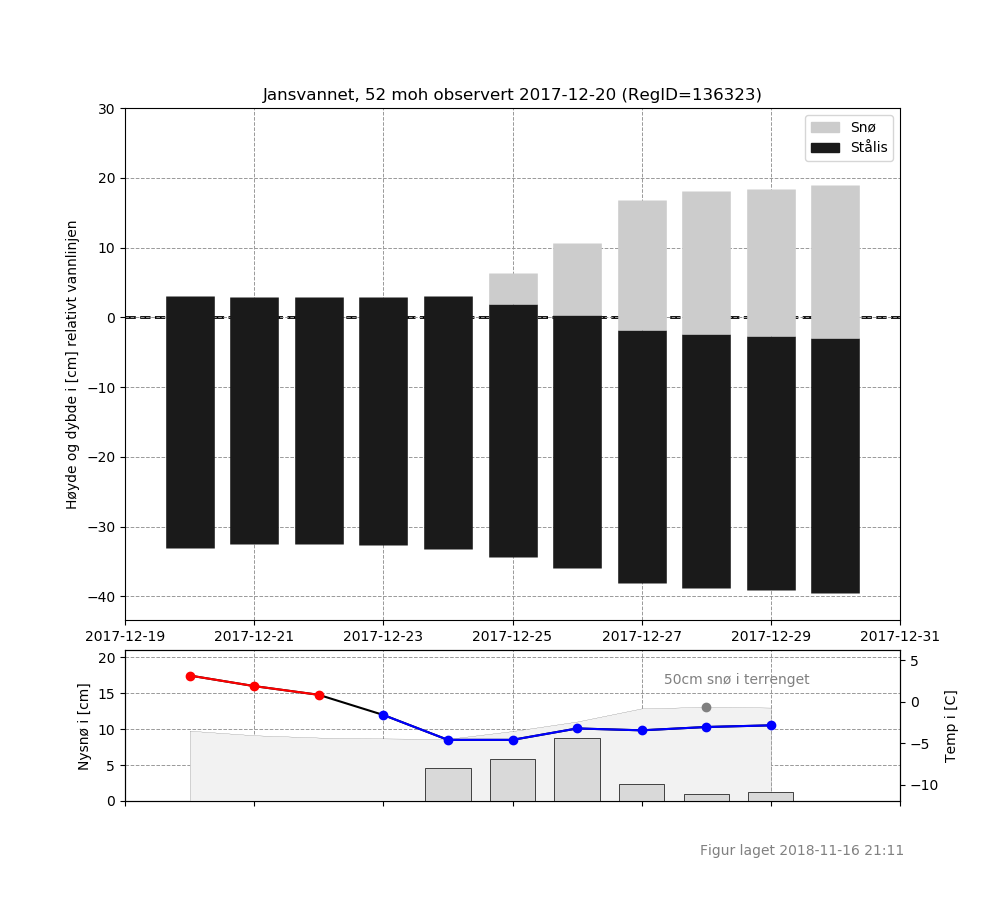 Jansvannet, 52 moh observert 2017-12-20 (RegID=136323)
Høyde og dybde i [cm] relativt vannlinjen
30
20
10
0
−10
−20
−30
−40
Snø
Stålis
2017-12-19 2017-12-21 2017-12-23 2017-12-25 2017-12-27 2017-12-29 2017-12-31
Nysnø i [cm]
20
15
10
5
0
50cm snø i terrenget
5
0
−5
−10
Temp i [C]
Figur laget 2018-11-16 21:11